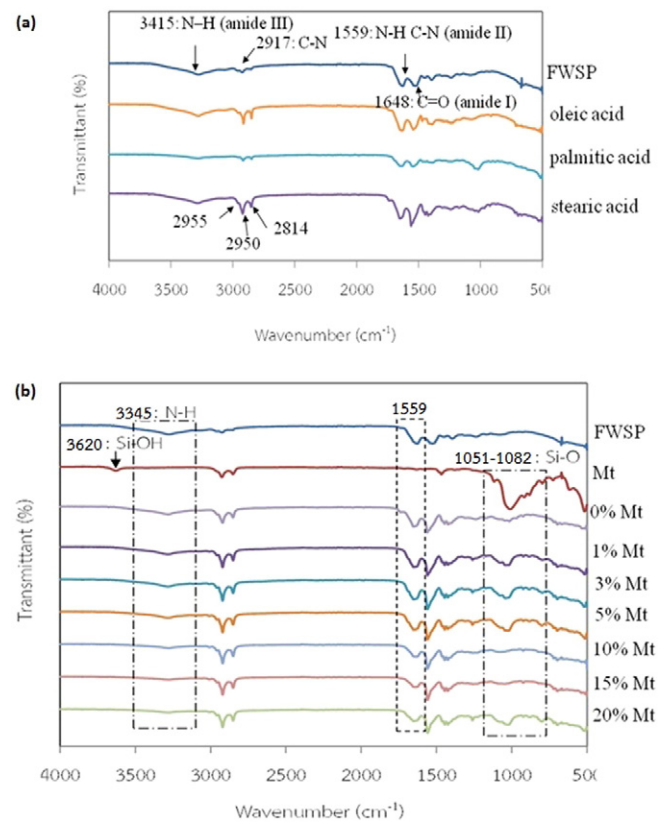 (a)
3415: N–H (amide III)
2917: C-N
1559: N-H C-N (amide II)
FWSP
1648: C=O (amide I)
oleic acid
palmitic acid
stearic acid
2955
2950
2814
Transmittant (%)
4000 3500 3000 2500 2000 1500 1000 500
Wavenumber (cm-1)
(b)
3345: N-H
1559
FWSP
3620: Si-OH
1051-1082: Si-O
Mt
0% Mt
1% Mt
3% Mt
5% Mt
10% Mt
15% Mt
20% Mt
Transmittant (%)
4000 3500 3000 2500 2000 1500 1000 500
Wavenumber (cm-1)